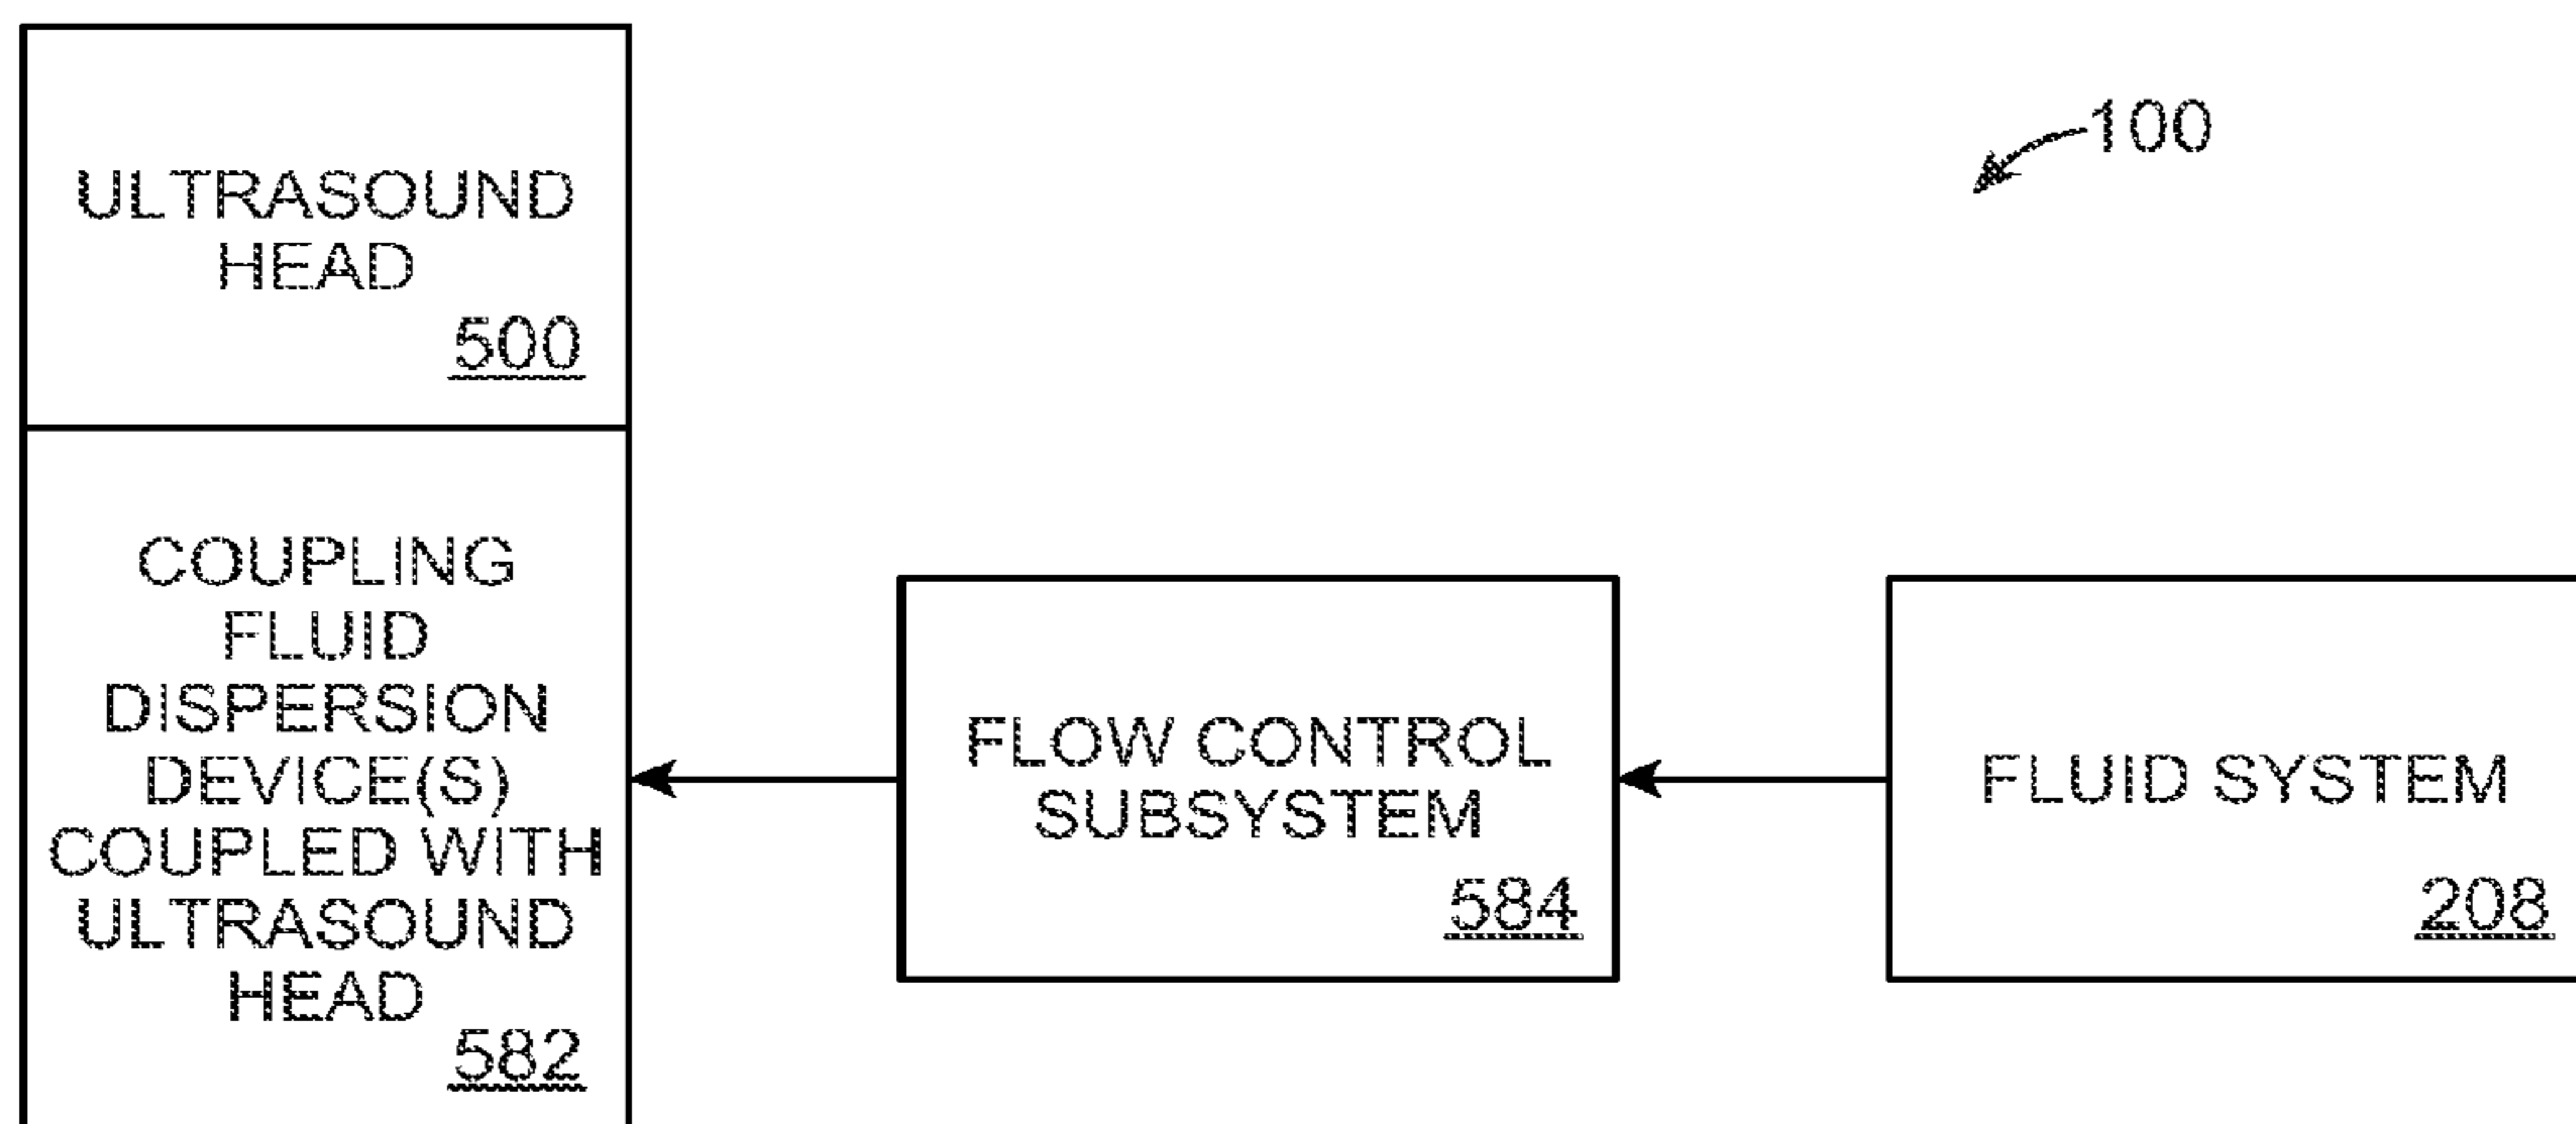 ULTRASOUND
HEAD
500
COUPLING
FLUID
DISPERSION
DEVICE(S)
COUPLED WITH
ULTRASOUND
HEAD
582
FLOW CONTROL
SUBSYSTEM
584
FLUID SYSTEM
208
100